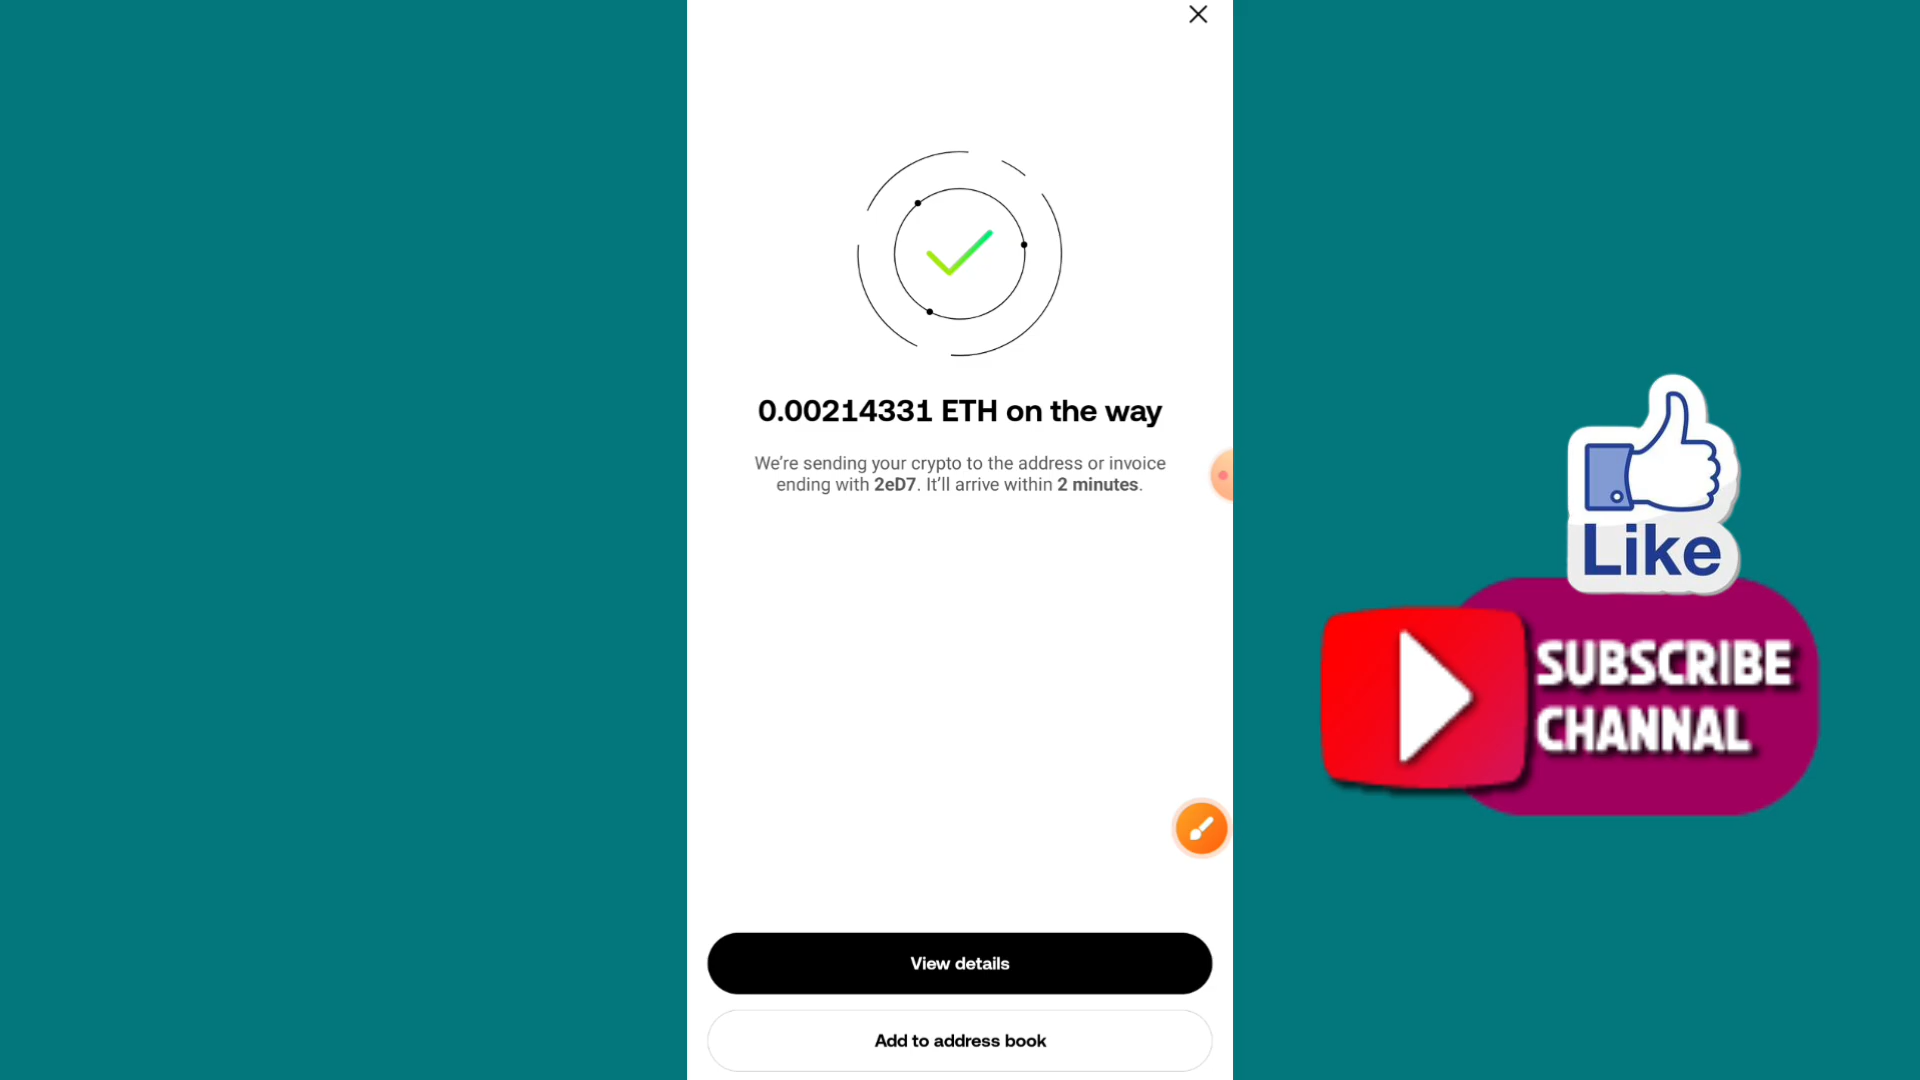 0.00214331 ETH on the way
We’re sending your crypto to the address or invoice
ending with 2eD7. It’ll arrive within 2 minutes.
View details
Add to address book
Like
SUBSCRIBE
CHANNAL